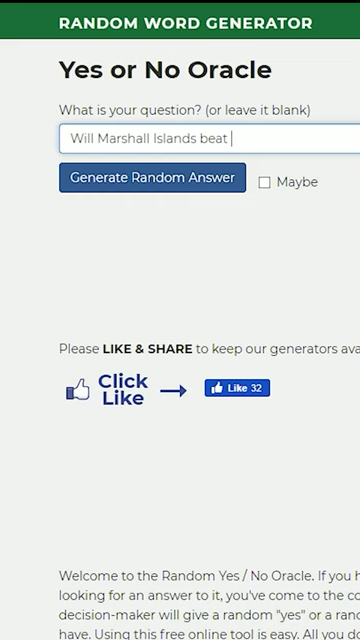 RANDOM WORD GENERATOR
Yes or No Oracle
What is your question? (or leave it blank)
Will Marshall Islands beat
Generate Random Answer
Maybe
Please LIKE & SHARE to keep our generators
Click
Like
Like 32
Welcome to the Random Yes / No Oracle. If you
looking for an answer to it, you've come to the
decision-maker will give a random "yes" or a
have. Using this free online tool is easy. All you